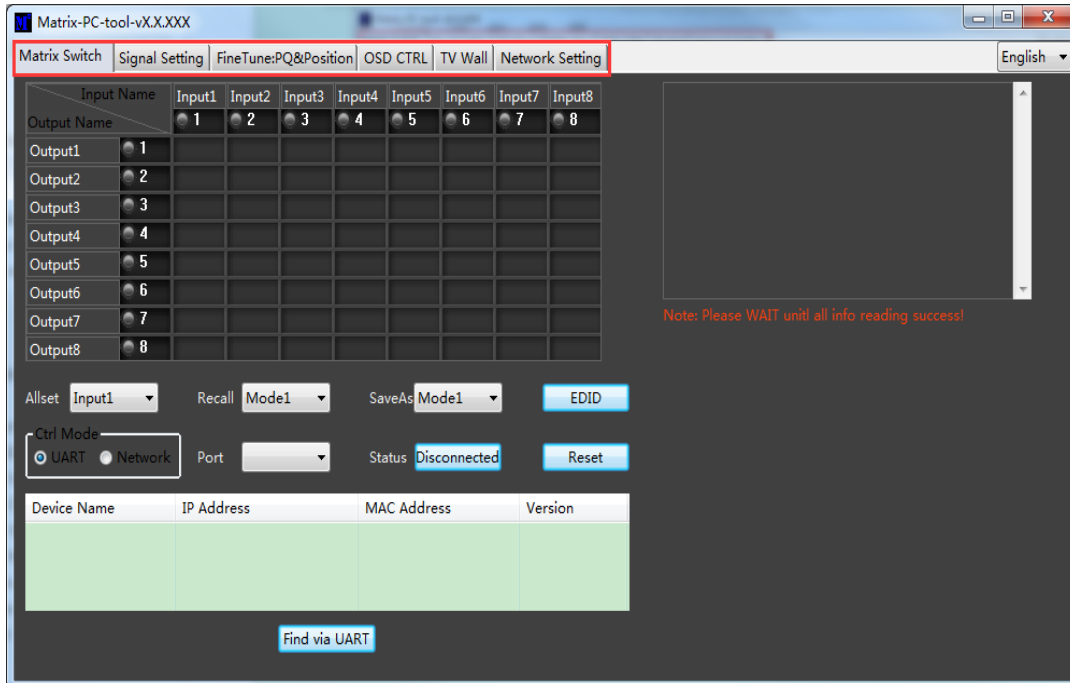 Matrix-PC-tool-vX.X.XXX
Matrix Switch Signal Setting FineTune:PQ&Position OSD CTRL TV Wall Network Setting English
Input Name Input1 Input2 Input3 Input4 Input5 Input6 Input7 Input8
Output Name 1 2 3 4 5 6 7 8
Output1 1
Output2 2
Output3 3
Output4 4
Output5 5
Output6 6
Output7 7
Output8 8
Note: Please WAIT unitl all info reading success!
Allset Input1 Recall Mode1 SaveAs Mode1 EDID
Ctrl Mode
UART Network Port Status Disconnected Reset
Device Name IP Address MAC Address Version
Find via UART